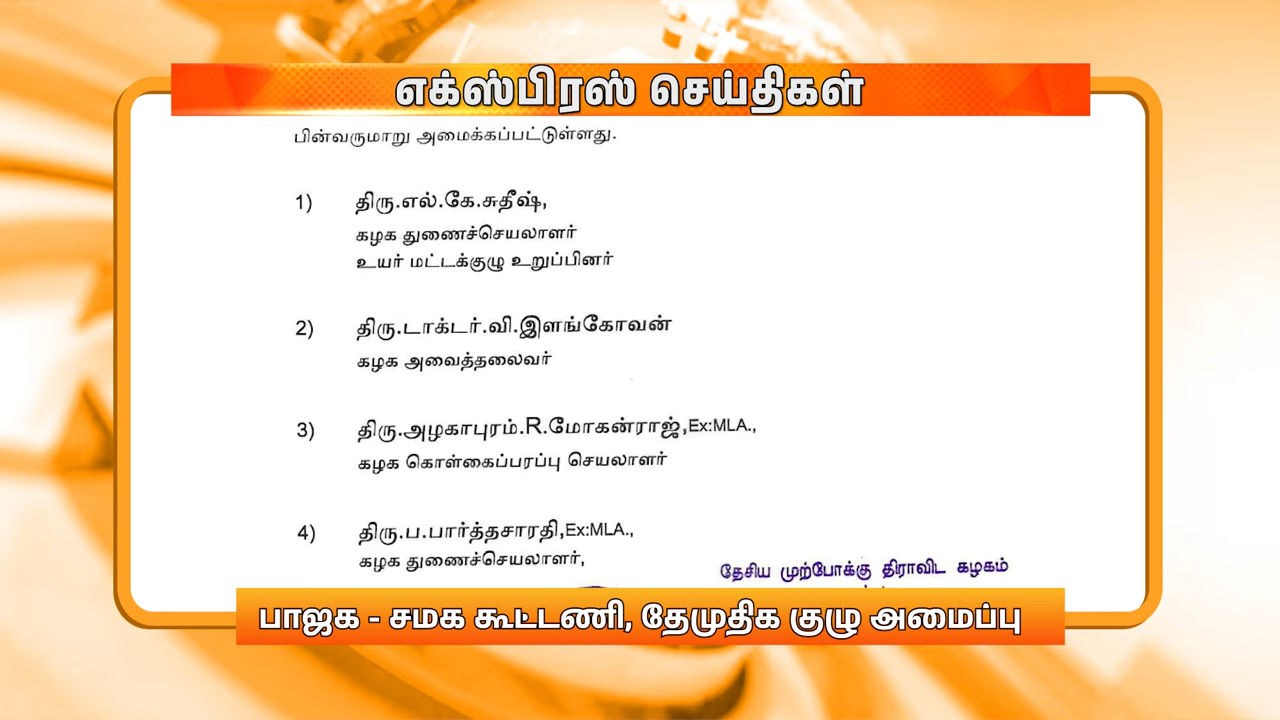 எக்ஸ்பிரஸ் செய்திகள்
பின்வருமாறு அமைக்கப்பட்டுள்ளது.
1) திரு.எல்.கே.சுதீஷ்,
கழக துணைச்செயலாளர்
உயர் மட்டக்குழு உறுப்பினர்
2) திரு.டாக்டர்.வி.இளங்கோவன்
கழக அவைத்தலைவர்
3) திரு.அழகாபுரம்.R.மோகன்ராஜ்,Ex:MLA.,
கழக கொள்கைப்பரப்பு செயலாளர்
4) திரு.ப.பார்த்தசாரதி,Ex:MLA.,
கழக துணைச்செயலாளர்,
தேசிய முற்போக்கு திராவிட கழகம்
பாஜக - சமக கூட்டணி, தேமுதிக குழு அமைப்பு